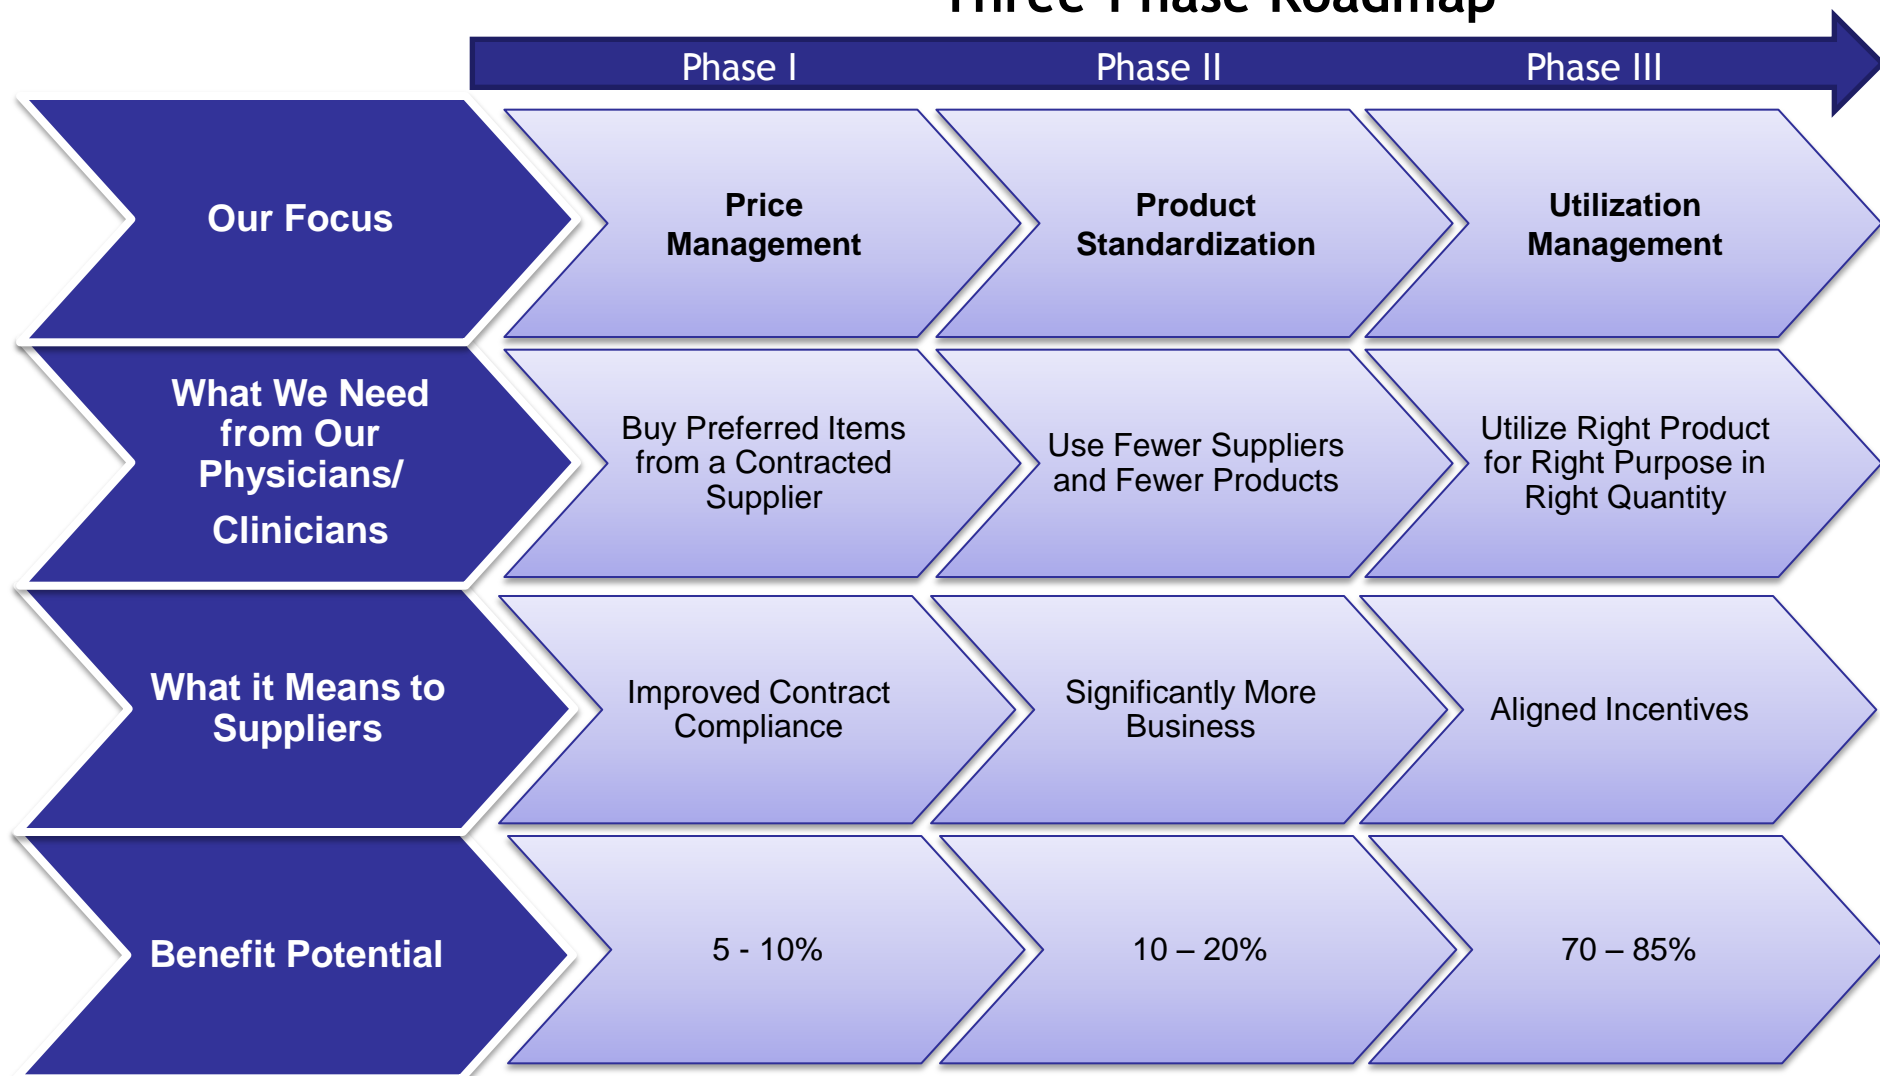 Three Phase Roadmap
Phase I
Phase II
Phase III
Our Focus
Price
Management
Product
Standardization
Utilization
Management
What We Need
from Our
Physicians/
Clinicians
Buy Preferred Items
from a Contracted
Supplier
Use Fewer Suppliers
and Fewer Products
Utilize Right Product
for Right Purpose in
Right Quantity
What it Means to
Suppliers
Improved Contract
Compliance
Significantly More
Business
Aligned Incentives
Benefit Potential
5 - 10%
10 – 20%
70 – 85%